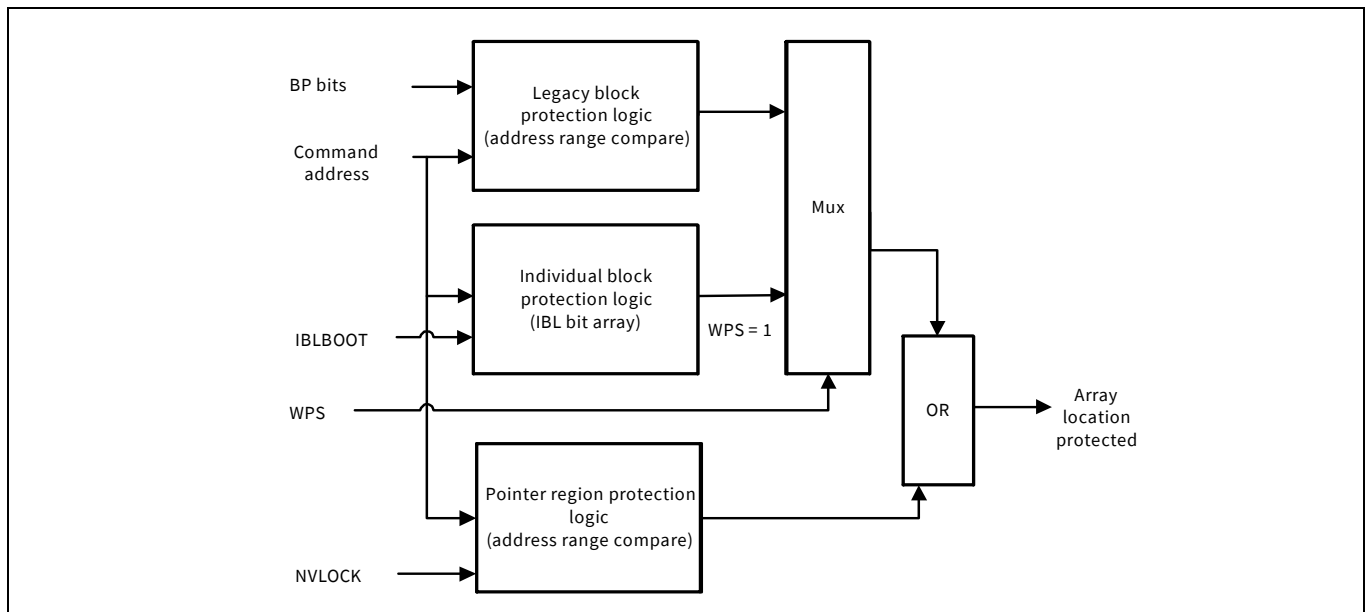 BP bits
Command
address
Legacy block
protection logic
(address range compare)
Mux
Individual block
protection logic
(IBL bit array)
WPS = 1
IBLBOOT
WPS
OR
Array
location
protected
Pointer region protection
logic
(address range compare)
NVLOCK